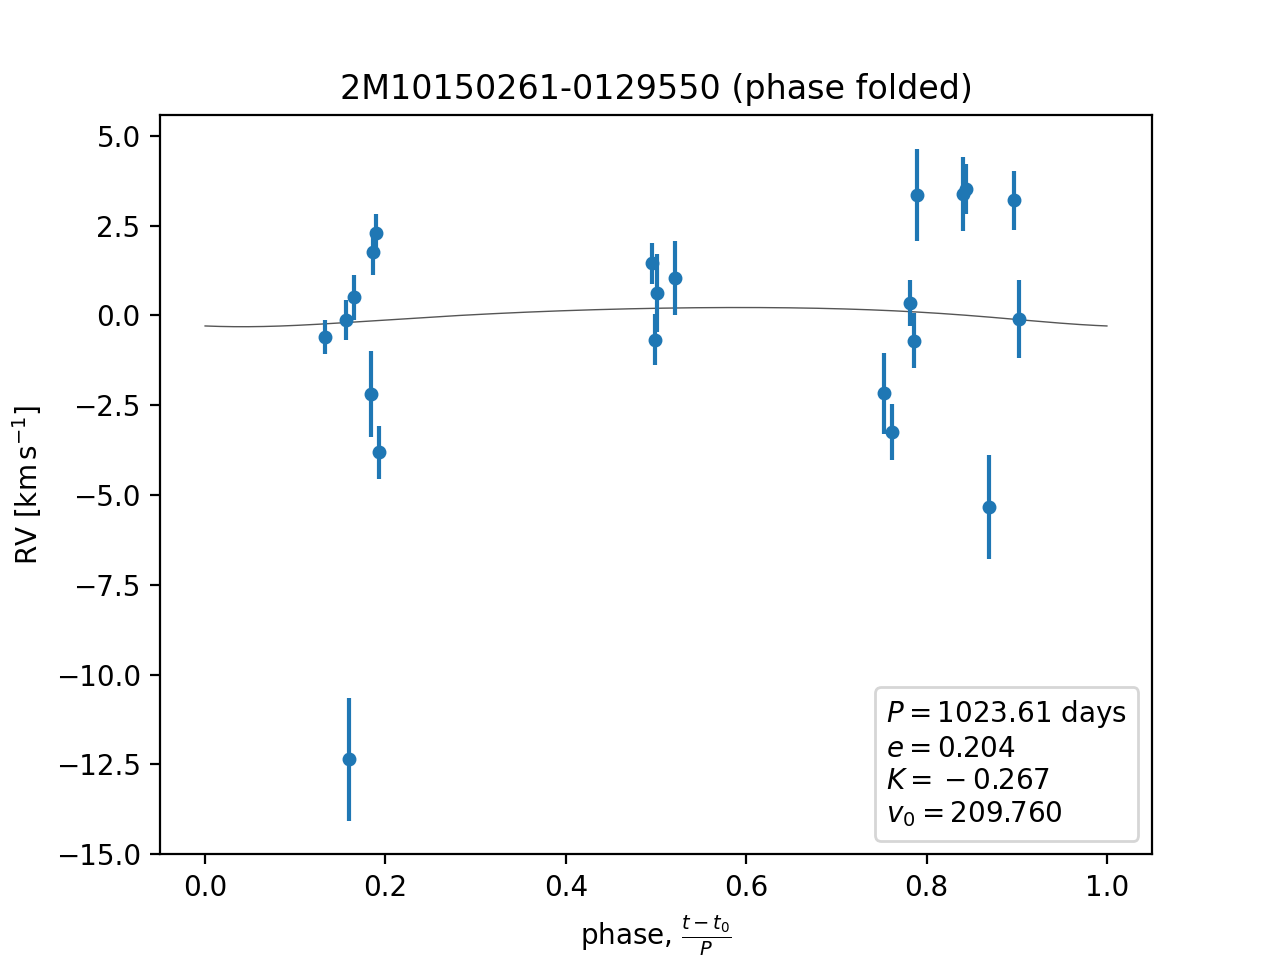 2M10150261-0129550 (phase folded)
5.0
2.5
0.0
−2.5
−5.0
−7.5
−10.0
−12.5
−15.0
RV [km s⁻¹]
P = 1023.61 days
e = 0.204
K = −0.267
v₀ = 209.760
0.0 0.2 0.4 0.6 0.8 1.0
phase, (t − t₀)/P